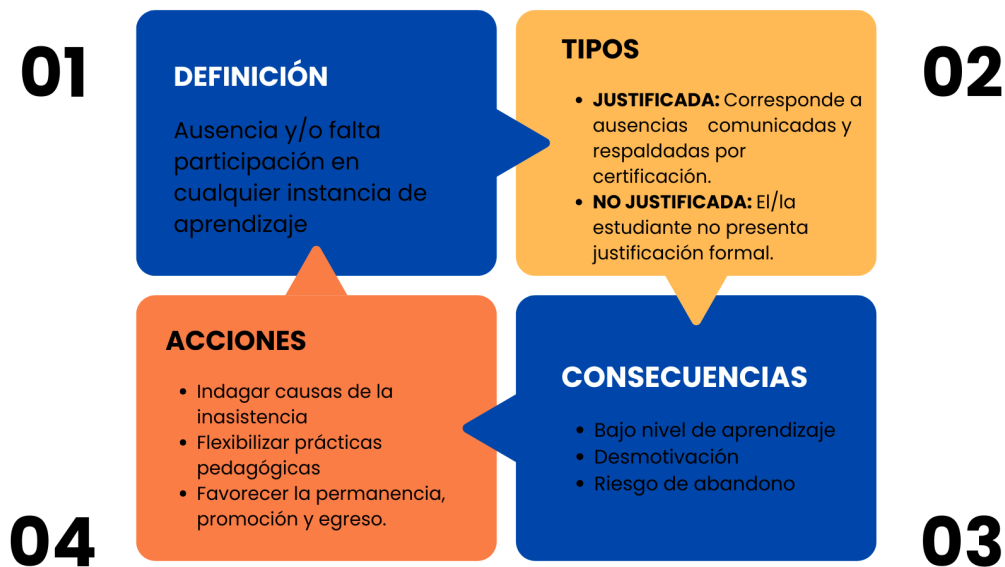 01
DEFINICIÓN
Ausencia y/o falta
participación en
cualquier instancia de
aprendizaje
02
TIPOS
• JUSTIFICADA: Corresponde a
ausencias comunicadas y
respaldadas por
certificación.
• NO JUSTIFICADA: El/la
estudiante no presenta
justificación formal.
03
CONSECUENCIAS
• Bajo nivel de aprendizaje
• Desmotivación
• Riesgo de abandono
04
ACCIONES
• Indagar causas de la
inasistencia
• Flexibilizar prácticas
pedagógicas
• Favorecer la permanencia,
promoción y egreso.